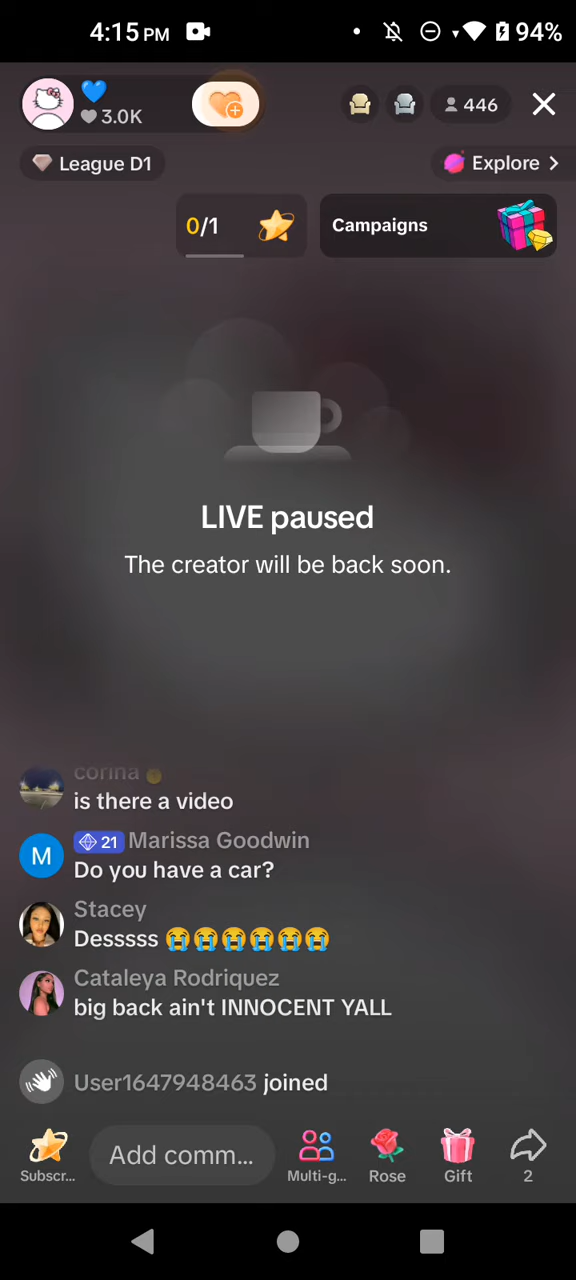 4:15 PM
94%
💙
3.0K
446
League D1
Explore >
0/1
Campaigns
LIVE paused
The creator will be back soon.
corina
is there a video
21 Marissa Goodwin
M
Do you have a car?
Stacey
Desssss 😭😭😭😭😭😭
Cataleya Rodriquez
big back ain't INNOCENT YALL
User1647948463 joined
Add comm...
Subscr...
Multi-g...
Rose
Gift
2